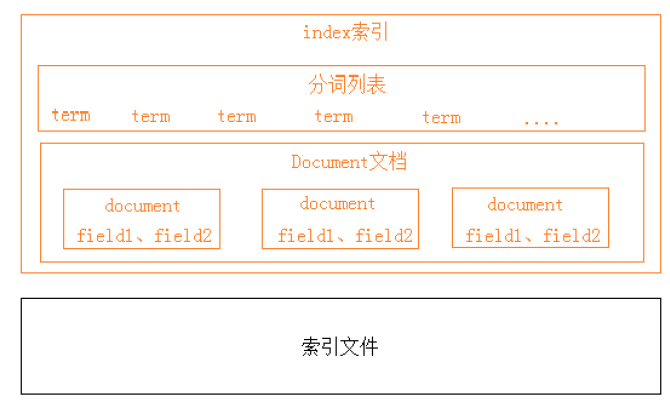 index索引
分词列表
term term term term term ....
Document文档
document document document
field1、field2 field1、field2 field1、field2
索引文件